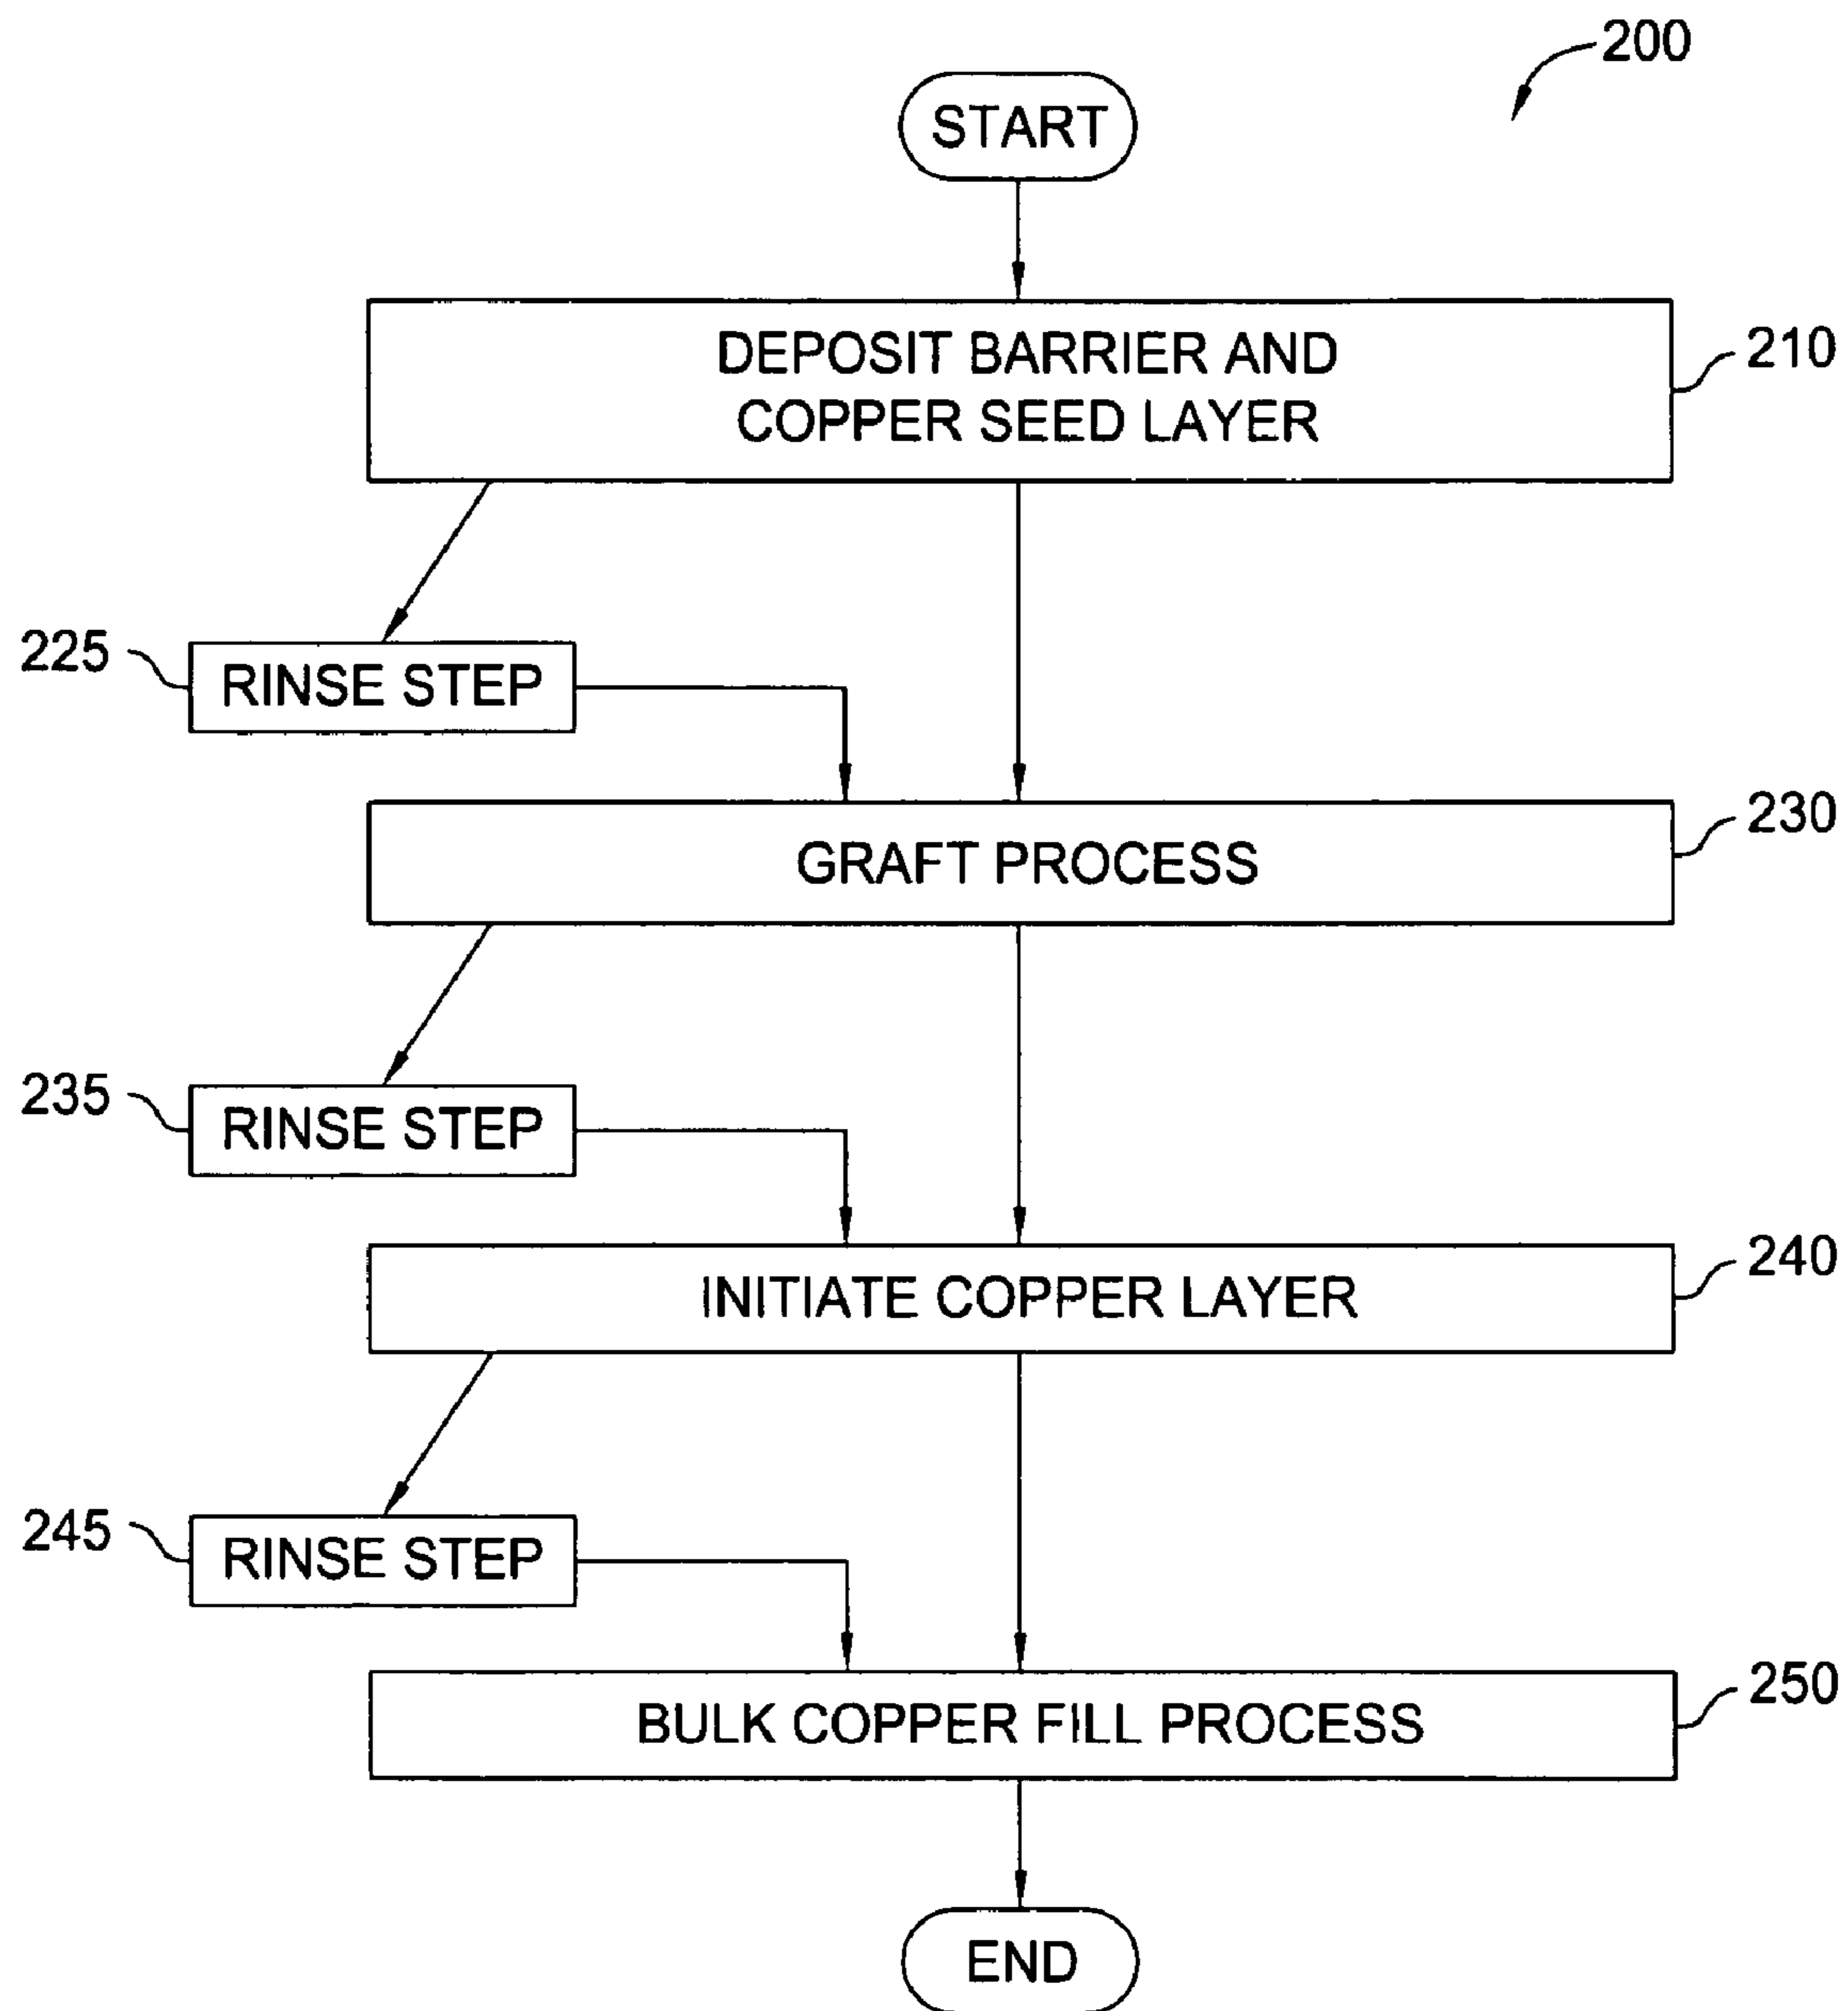 200
START
DEPOSIT BARRIER AND
COPPER SEED LAYER
210
225
RINSE STEP
GRAFT PROCESS
230
235
RINSE STEP
INITIATE COPPER LAYER
240
245
RINSE STEP
BULK COPPER FILL PROCESS
250
END